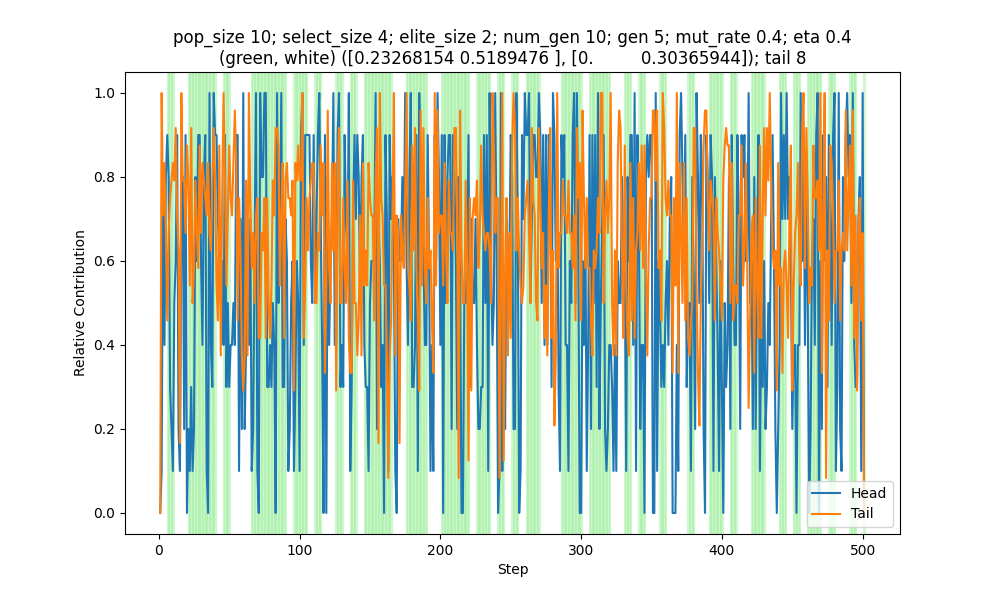 pop_size 10; select_size 4; elite_size 2; num_gen 10; gen 5; mut_rate 0.4; eta 0.4
(green, white) ([0.23268154 0.5189476 ], [0.         0.30365944]); tail 8
1.0
0.8
0.6
0.4
0.2
0.0
Relative Contribution
0
100
200
300
400
500
Step
Head
Tail